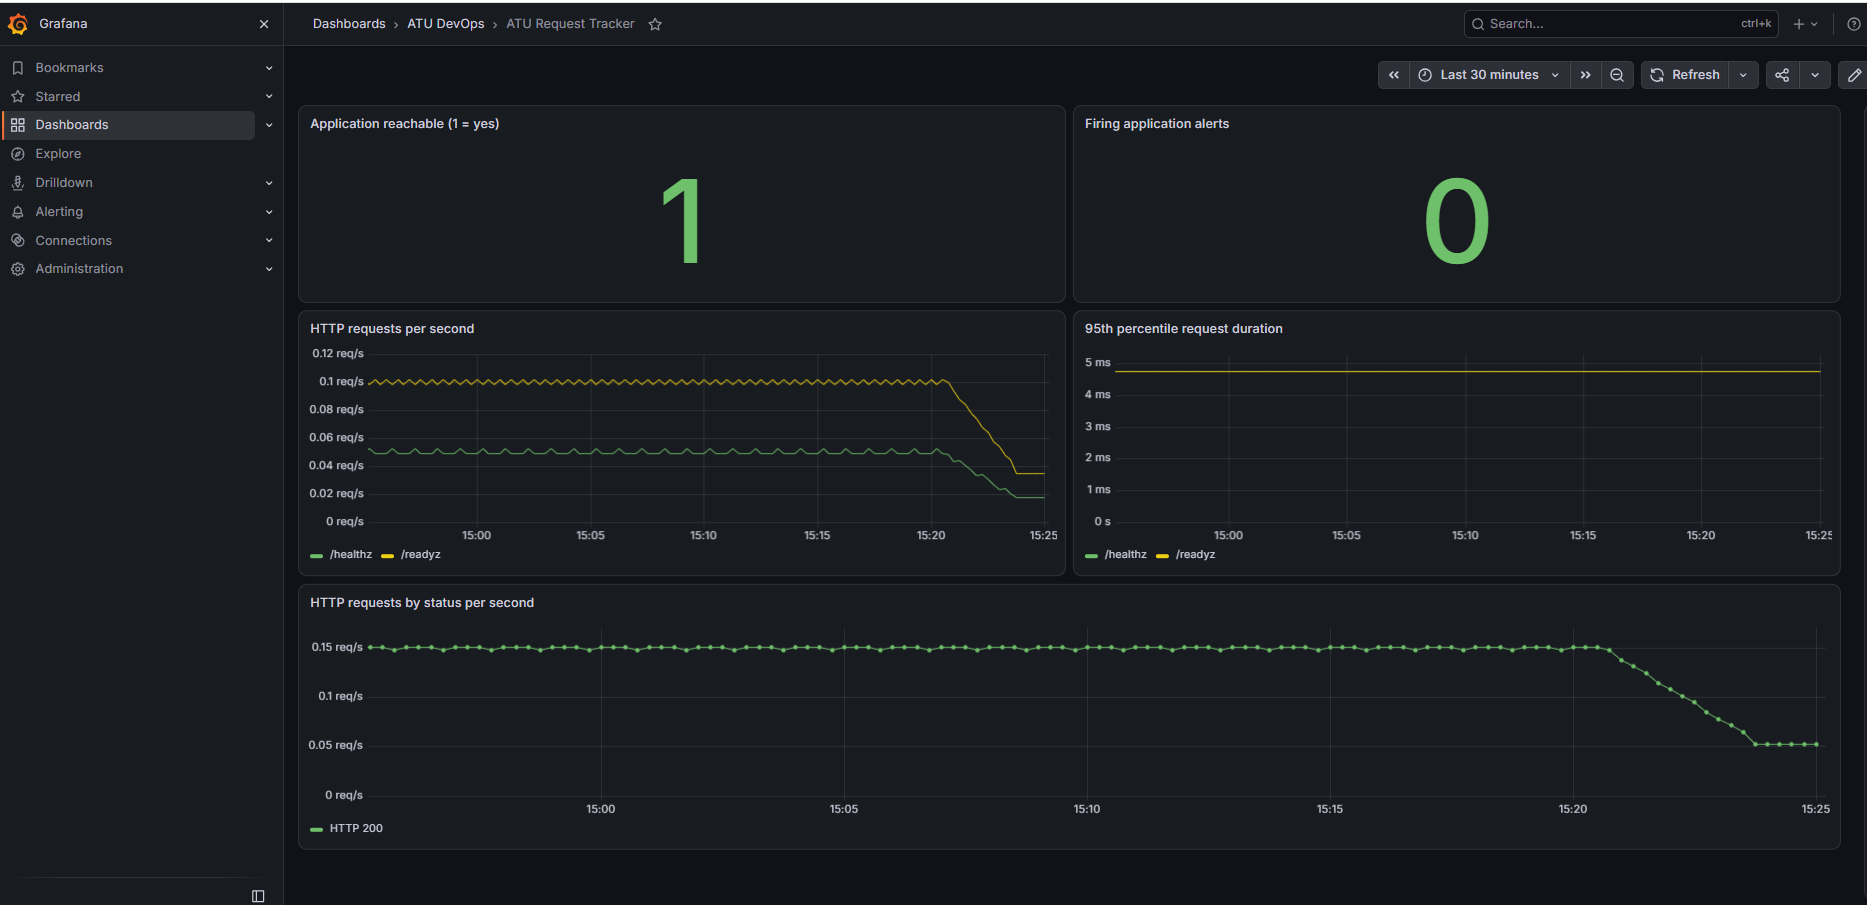 Grafana
Dashboards › ATU DevOps › ATU Request Tracker
Search... ctrl+k
Bookmarks
Starred
Dashboards
Explore
Drilldown
Alerting
Connections
Administration
Last 30 minutes
Refresh
Application reachable (1 = yes)
1
Firing application alerts
0
HTTP requests per second
0.12 req/s
0.1 req/s
0.08 req/s
0.06 req/s
0.04 req/s
0.02 req/s
0 req/s
15:00 15:05 15:10 15:15 15:20 15:25
/healthz /readyz
95th percentile request duration
5 ms
4 ms
3 ms
2 ms
1 ms
0 s
15:00 15:05 15:10 15:15 15:20 15:25
/healthz /readyz
HTTP requests by status per second
0.15 req/s
0.1 req/s
0.05 req/s
0 req/s
15:00 15:05 15:10 15:15 15:20 15:25
HTTP 200